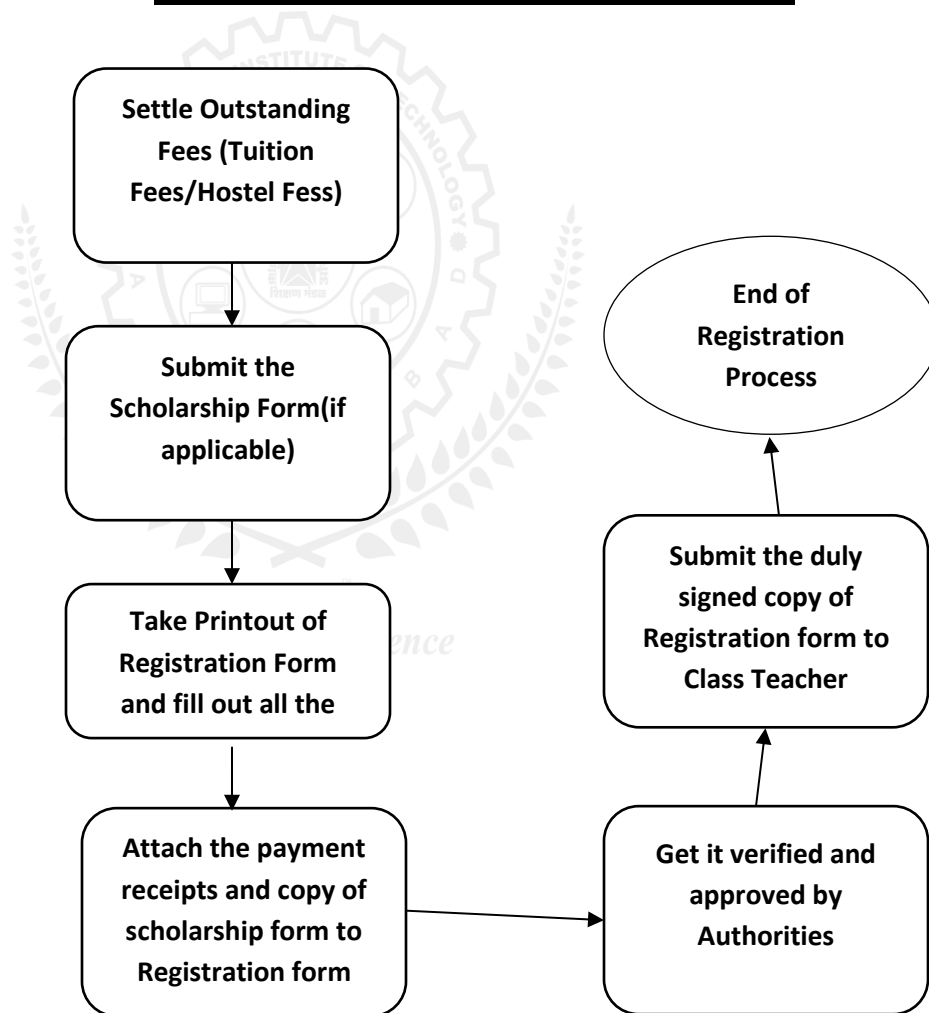 Settle Outstanding
Fees (Tuition
Fees/Hostel Fess)
Submit the
Scholarship Form(if
applicable)
Take Printout of
Registration Form
and fill out all the
Attach the payment
receipts and copy of
scholarship form to
Registration form
Get it verified and
approved by
Authorities
Submit the duly
signed copy of
Registration form to
Class Teacher
End of
Registration
Process